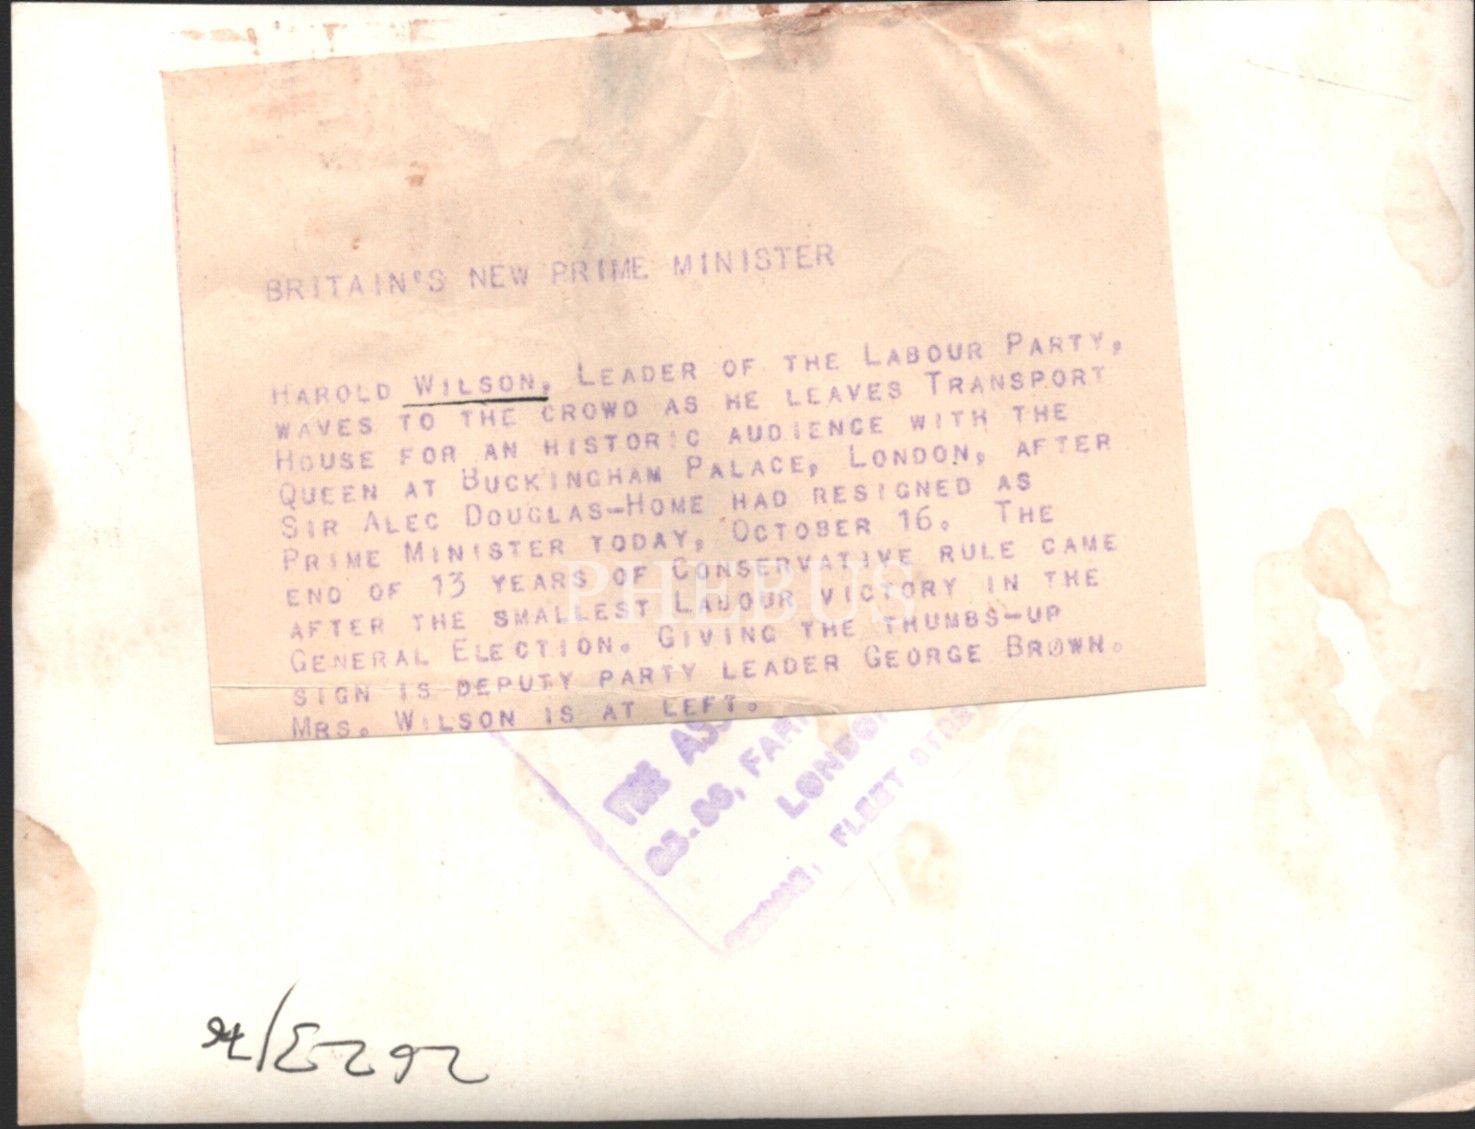 BRITAIN'S NEW PRIME MINISTER
HAROLD WILSON, LEADER OF THE LABOUR PARTY,
WAVES TO THE CROWD AS HE LEAVES TRANSPORT
HOUSE FOR AN HISTORIC AUDIENCE WITH THE
QUEEN AT BUCKINGHAM PALACE, LONDON, AFTER
SIR ALEC DOUGLAS-HOME HAD RESIGNED AS
PRIME MINISTER TODAY, OCTOBER 16. THE
END OF 13 YEARS OF CONSERVATIVE RULE CAME
AFTER THE SMALLEST LABOUR VICTORY IN THE
GENERAL ELECTION. GIVING THE THUMBS-UP
SIGN IS DEPUTY PARTY LEADER GEORGE BROWN.
MRS. WILSON IS AT LEFT.
PHEBUS
THE ASS
FAR
LONDON
FLEET STREE